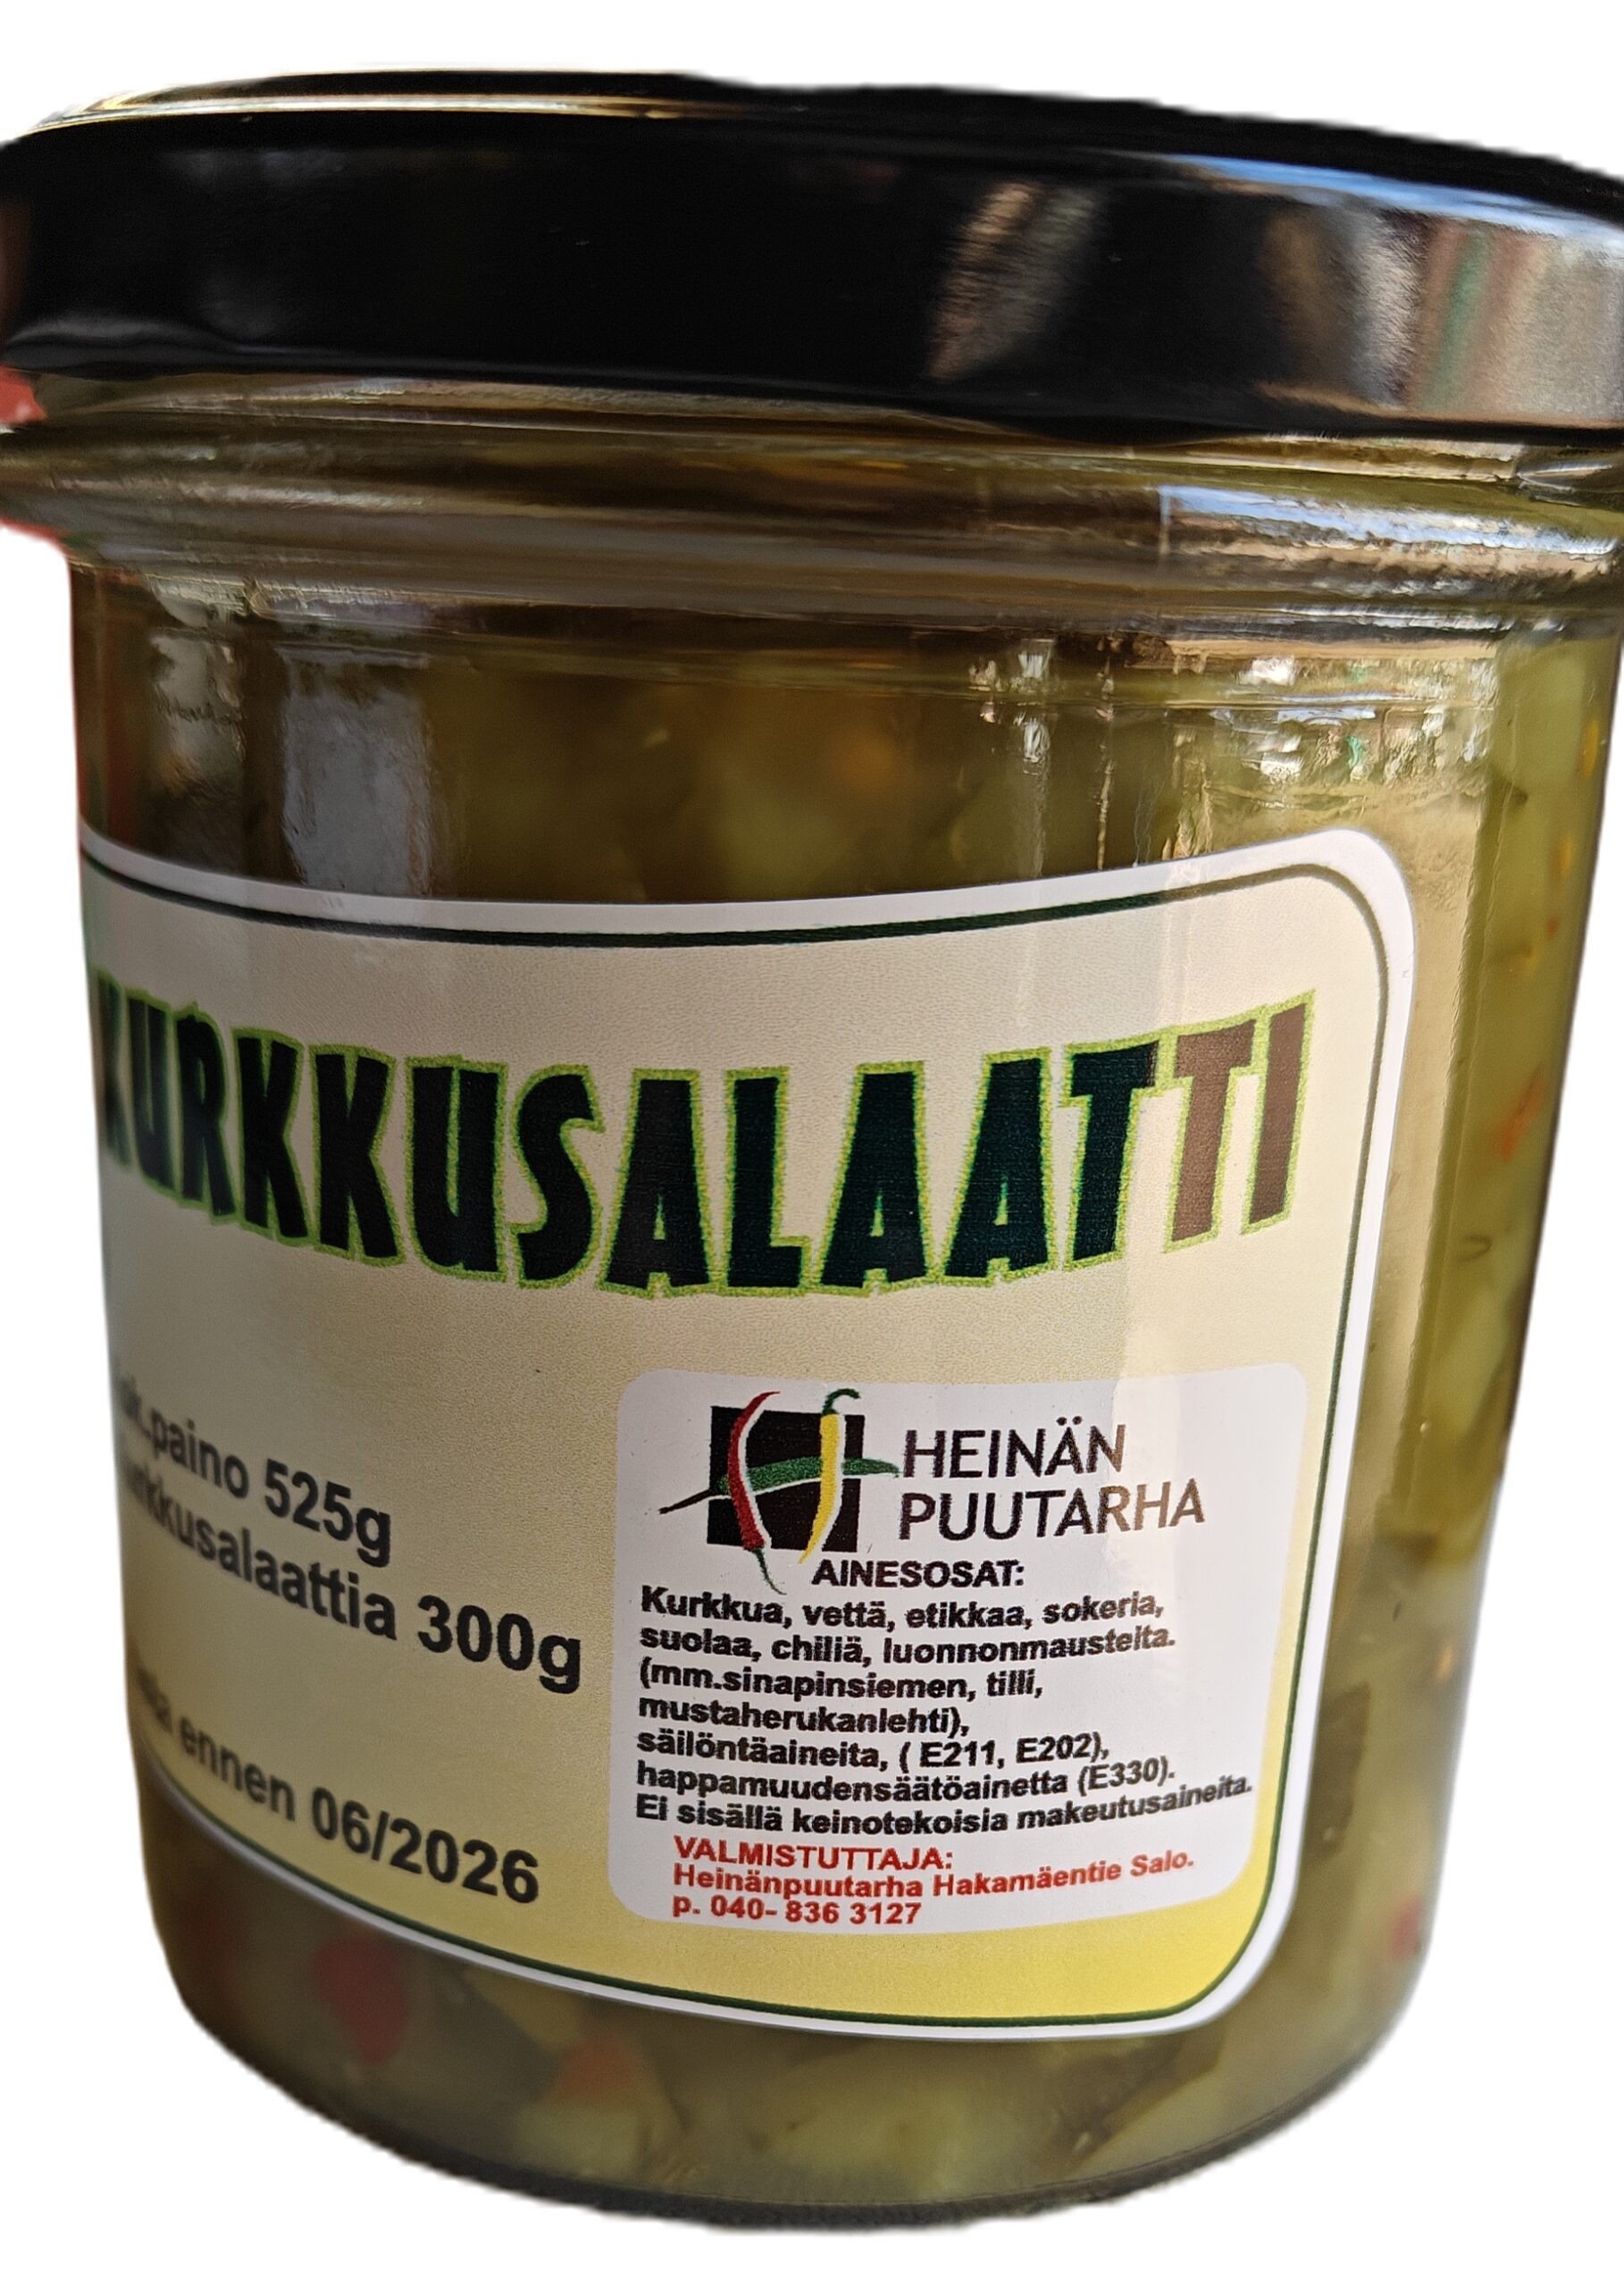 KURKKUSALAATTI
paino 525g
kurkkusalaattia 300g
ennen 06/2026
HEINÄN
PUUTARHA
AINESOSAT:
Kurkkua, vettä, etikkaa, sokeria,
suolaa, chiliä, luonnonmausteita.
(mm.sinapinsiemen, tilli,
mustaherukanlehti),
säilöntäaineita, ( E211, E202),
happamuudensäätöainetta (E330).
Ei sisällä keinotekoisia makeutusaineita.
VALMISTUTTAJA:
Heinänpuutarha Hakamäentie Salo.
p. 040- 836 3127